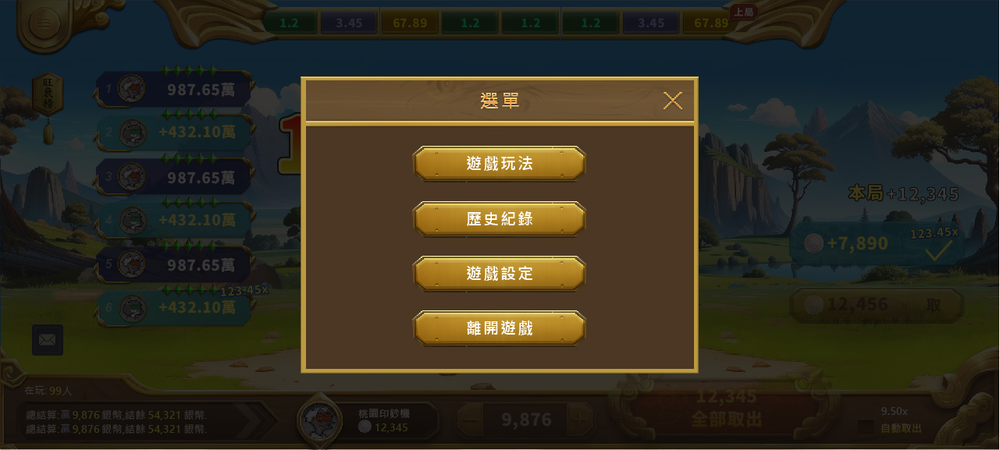 1.2 3.45 67.89 1.2 1.2 1.2 3.45 67.89 上局
旺衰榜
1 987.65萬
2 +432.10萬
3 987.65萬
4 +432.10萬
5 987.65萬
123.45x
6 +432.10萬
1
選單
遊戲玩法
歷史紀錄
遊戲設定
離開遊戲
本局+12,345
123.45x
+7,890
12,456 取
在玩: 99人
總結算:贏 9,876 銀幣,結餘 54,321 銀幣.
總結算:贏 9,876 銀幣,結餘 54,321 銀幣.
桃園印鈔機
12,345
9,876
12,345
全部取出
9.50x
自動取出